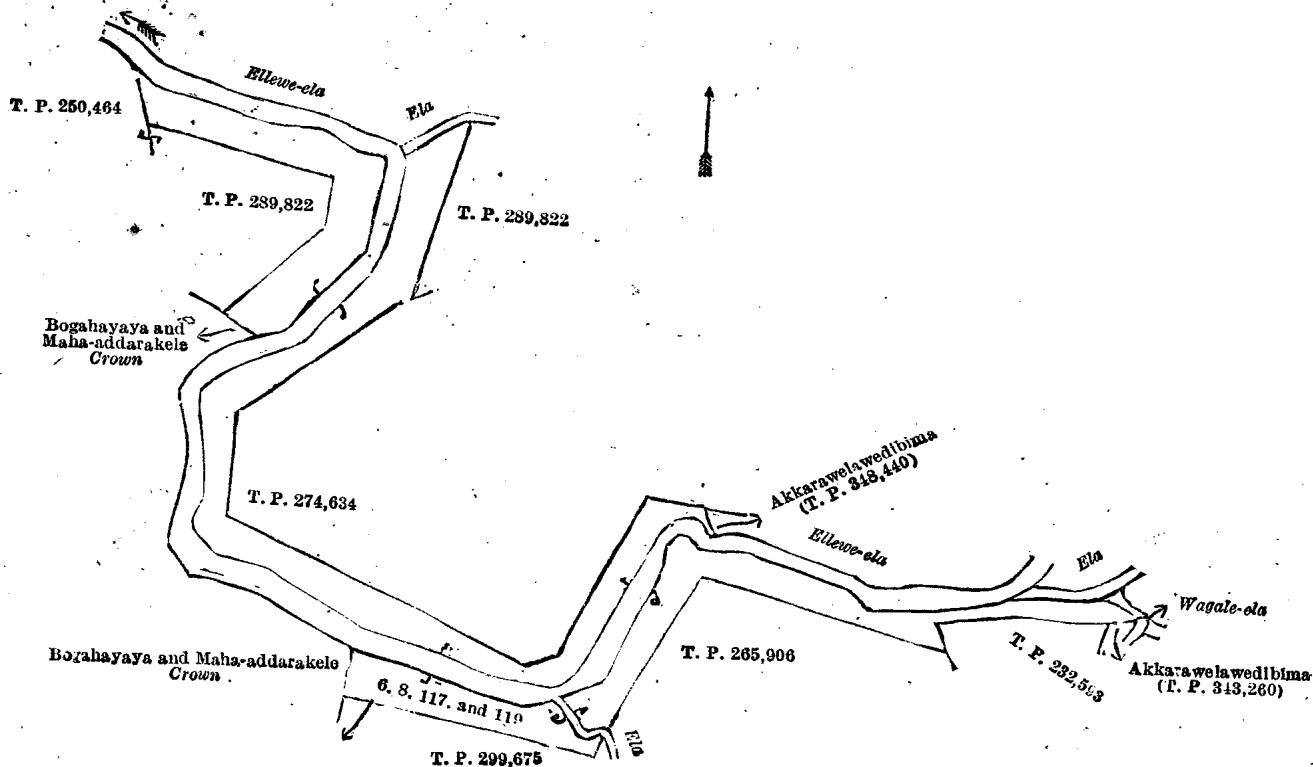 Ellewe-ela
Ela
T. P. 250,464
T. P. 289,822
T. P. 289,822
Bogahayaya and
Maha-addarakele
Crown
T. P. 274,634
Akkarawelawedibima
(T. P. 348,440)
Ellewe-ela
Ela
Wagale-ela
Bogahayaya and Maha-addarakele
Crown
T. P. 265,906
T. P. 232,593
Akkarawelawedibima
(T. P. 343,260)
6. 8. 117. and 119
Ela
T. P. 299,675